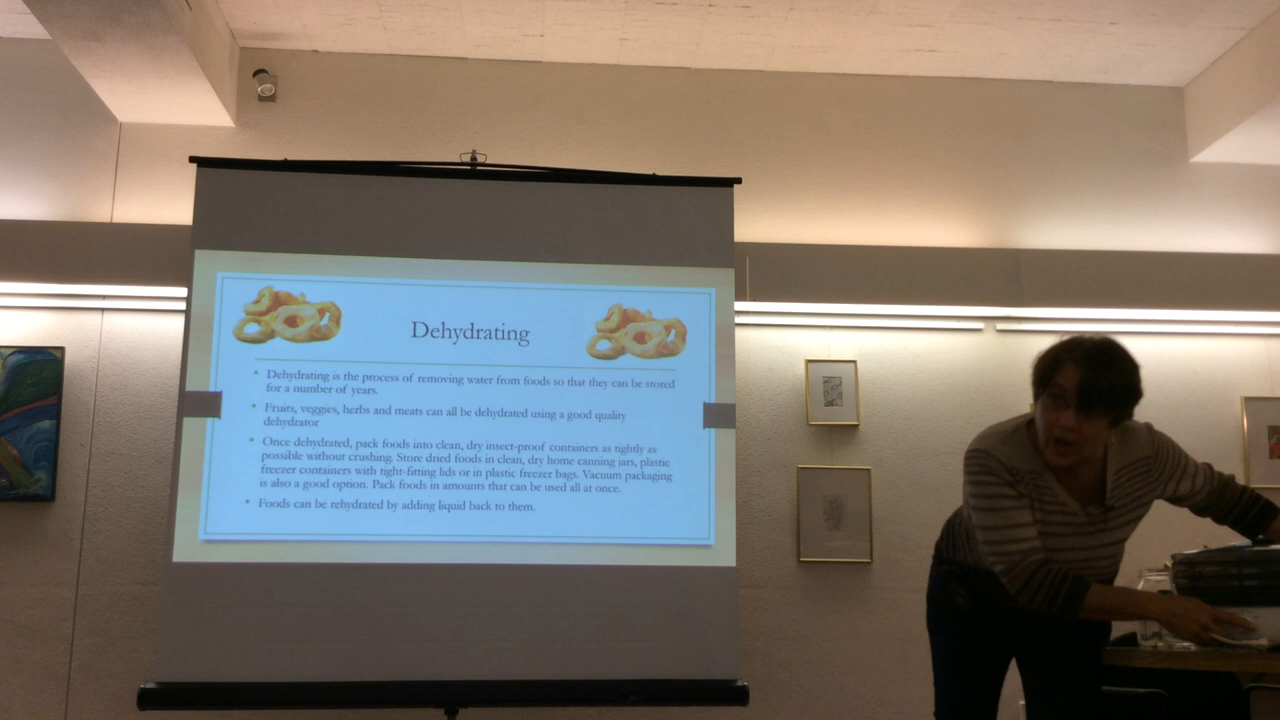 Dehydrating
• Dehydrating is the process of removing water from foods so that they can be stored
for a number of years.
• Fruits, veggies, herbs and meats can all be dehydrated using a good quality
dehydrator
• Once dehydrated, pack foods into clean, dry insect-proof containers as tightly as
possible without crushing. Store dried foods in clean, dry home canning jars, plastic
freezer containers with tight-fitting lids or in plastic freezer bags. Vacuum packaging
is also a good option. Pack foods in amounts that can be used all at once.
• Foods can be rehydrated by adding liquid back to them.